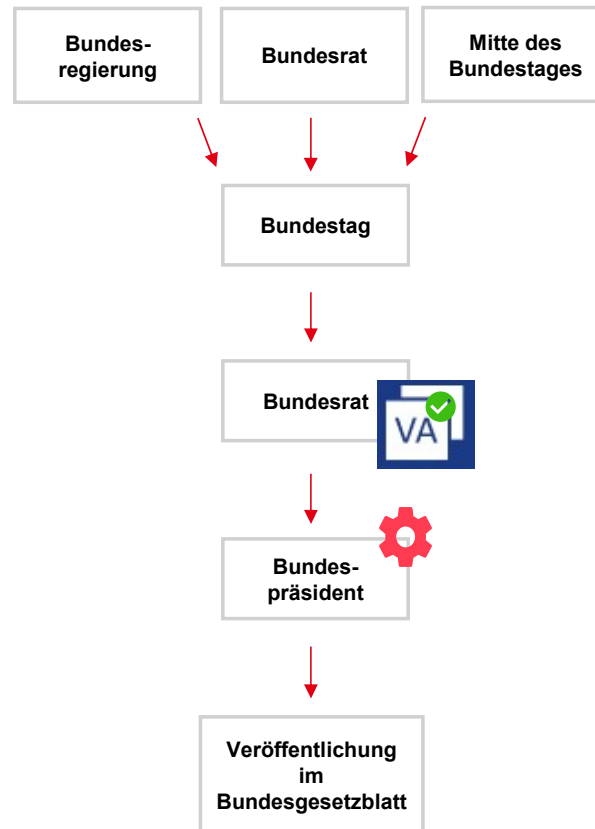 Bundes-
regierung
Bundesrat
Mitte des
Bundestages
Bundestag
Bundesrat
VA
Bundes-
präsident
Veröffentlichung
im
Bundesgesetzblatt